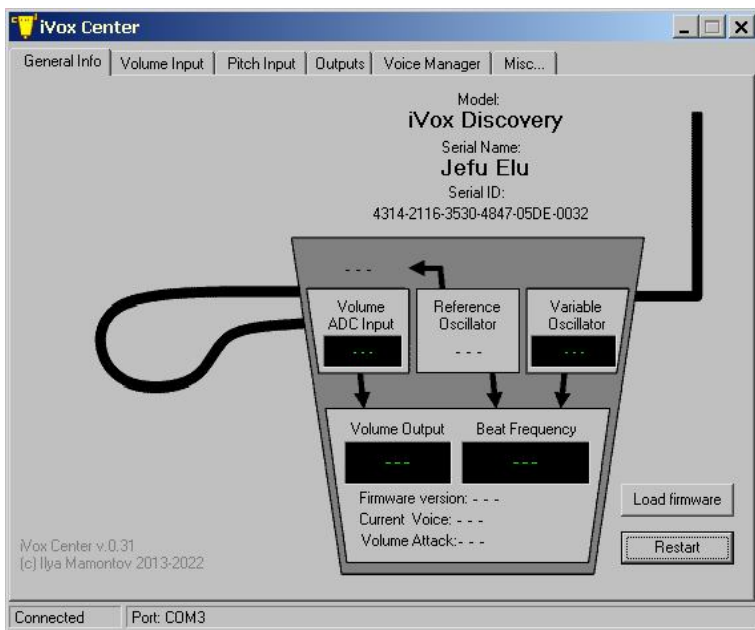 iVox Center
General Info
Volume Input
Pitch Input
Outputs
Voice Manager
Misc...
Model:
iVox Discovery
Serial Name:
Jefu Elu
Serial ID:
4314-2116-3530-4847-05DE-0032
- - -
Volume
ADC Input
- - -
Reference
Oscillator
- - -
Variable
Oscillator
- - -
Volume Output
- - -
Beat Frequency
- - -
Firmware version: - - -
Current Voice: - - -
Volume Attack:- - -
Load firmware
Restart
iVox Center v.0.31
(c) Ilya Mamontov 2013-2022
Connected
Port: COM3